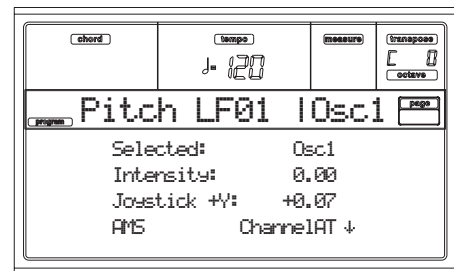 chord tempo measure transpose
♩= 120 C 0
octave
program Pitch LFO1 |Osc1 page
Selected: Osc1
Intensity: 0.00
Joystick +Y: +0.07
AMS ChannelAT ↓